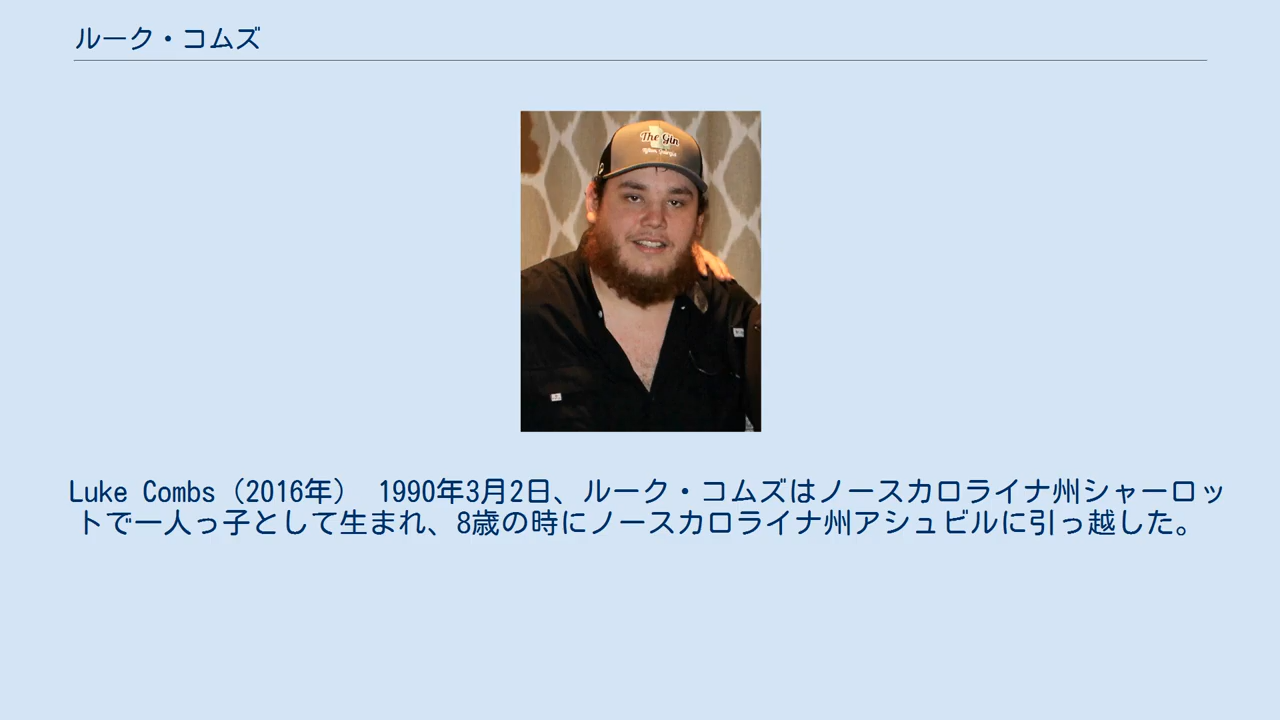 ルーク・コムズ
The Gin
Milton, Georgia
Luke Combs（2016年） 1990年3月2日、ルーク・コムズはノースカロライナ州シャーロッ
トで一人っ子として生まれ、8歳の時にノースカロライナ州アシュビルに引っ越した。